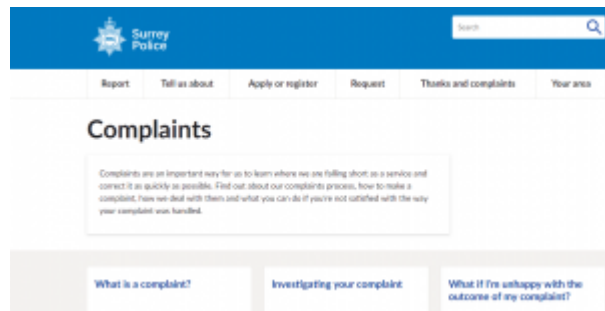 Surrey
Police
Search
Report Tell us about Apply or register Request Thanks and complaints Your area
Complaints
Complaints are an important way for us to learn where we are falling short as a service and
correct it as quickly as possible. Find out about our complaints process, how to make a
complaint, how we deal with them and what you can do if you're not satisfied with the way
your complaint was handled.
What is a complaint? Investigating your complaint What if I'm unhappy with the
outcome of my complaint?